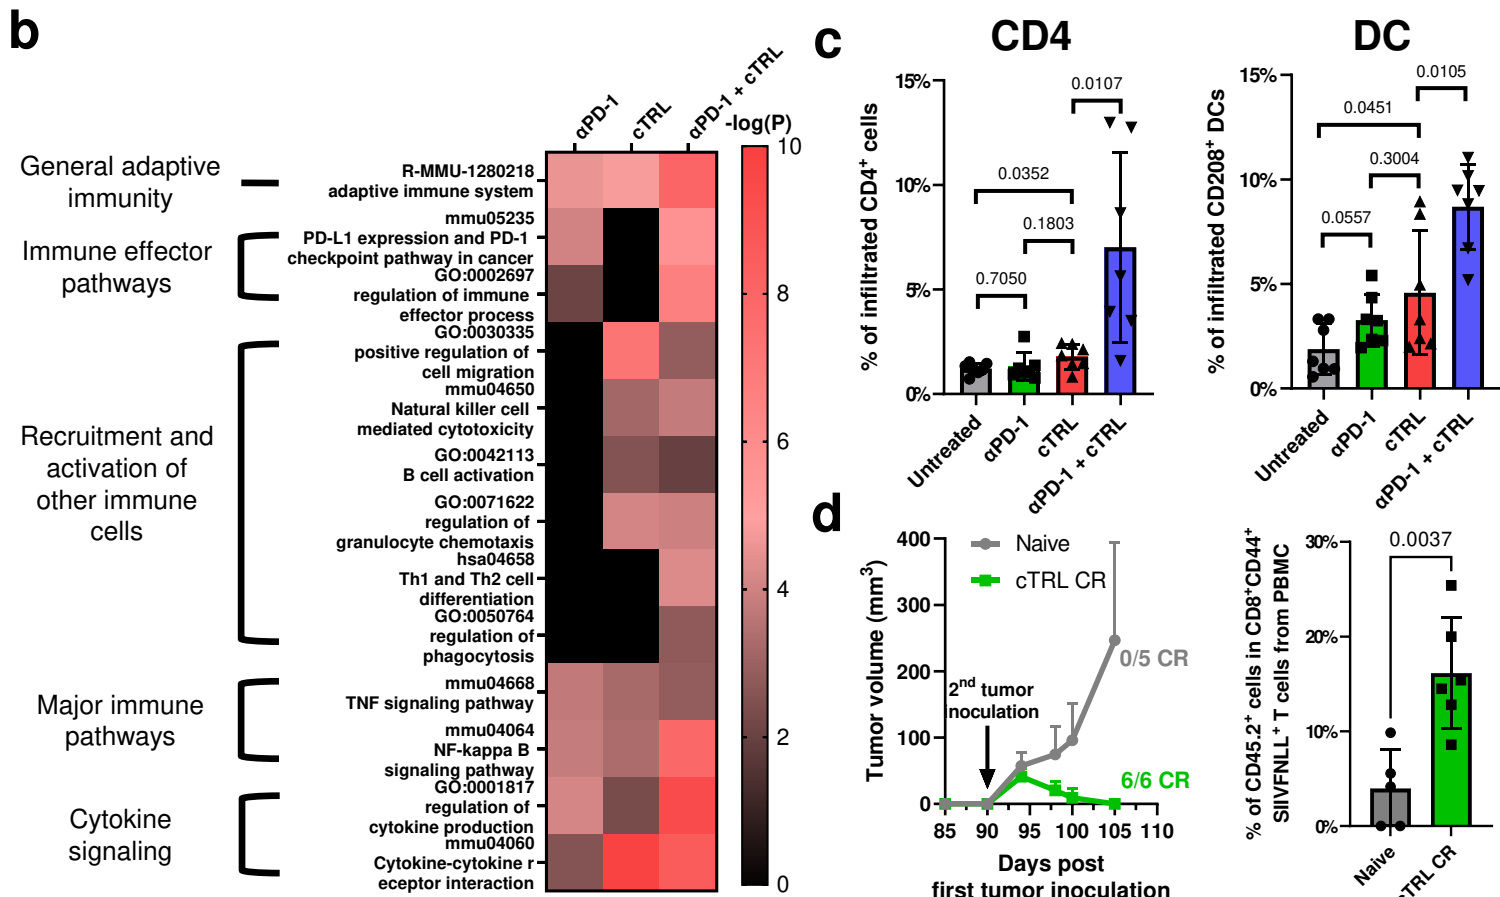 b
αPD-1
cTRL
αPD-1 + cTRL
-log(P)
10
8
6
4
2
0
General adaptive
immunity
Immune effector
pathways
Recruitment and
activation of
other immune
cells
Major immune
pathways
Cytokine
signaling
R-MMU-1280218
adaptive immune system
mmu05235
PD-L1 expression and PD-1
checkpoint pathway in cancer
GO:0002697
regulation of immune
effector process
GO:0030335
positive regulation of
cell migration
mmu04650
Natural killer cell
mediated cytotoxicity
GO:0042113
B cell activation
GO:0071622
regulation of
granulocyte chemotaxis
hsa04658
Th1 and Th2 cell
differentiation
GO:0050764
regulation of
phagocytosis
mmu04668
TNF signaling pathway
mmu04064
NF-kappa B
signaling pathway
GO:0001817
regulation of
cytokine production
mmu04060
Cytokine-cytokine r
eceptor interaction
c
CD4
% of infiltrated CD4⁺ cells
15%
10%
5%
0%
0.0107
0.0352
0.1803
0.7050
Untreated
αPD-1
cTRL
αPD-1 + cTRL
DC
% of infiltrated CD208⁺ DCs
15%
10%
5%
0%
0.0105
0.0451
0.3004
0.0557
Untreated
αPD-1
cTRL
αPD-1 + cTRL
d
Tumor volume (mm³)
400
300
200
100
0
Naive
cTRL CR
2nd tumor
inoculation
0/5 CR
6/6 CR
85
90
95
100
105
110
Days post
first tumor inoculation
% of CD45.2⁺ cells in CD8⁺CD44⁺
SIIVFNLL⁺ T cells from PBMC
30%
20%
10%
0%
0.0037
Naive
cTRL CR